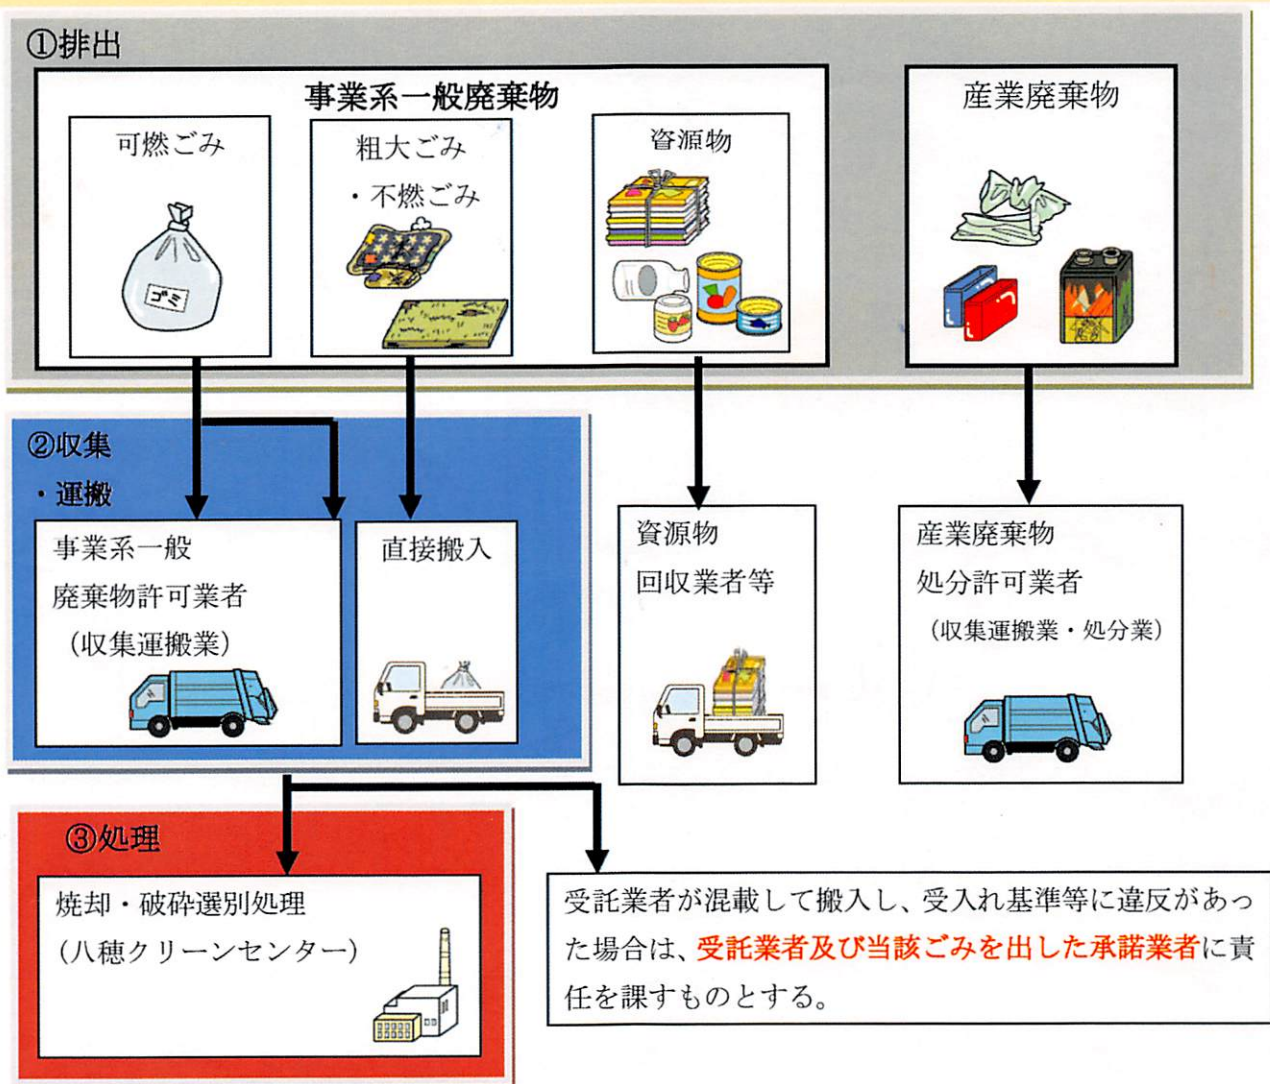 ①排出
事業系一般廃棄物
可燃ごみ
ゴミ
粗大ごみ
・不燃ごみ
資源物
産業廃棄物
②収集
・運搬
事業系一般
廃棄物許可業者
(収集運搬業)
直接搬入
資源物
回収業者等
産業廃棄物
処分許可業者
(収集運搬業・処分業)
③処理
焼却・破砕選別処理
(八穂クリーンセンター)
受託業者が混載して搬入し、受入れ基準等に違反があっ
た場合は、受託業者及び当該ごみを出した承諾業者に責
任を課すものとする。